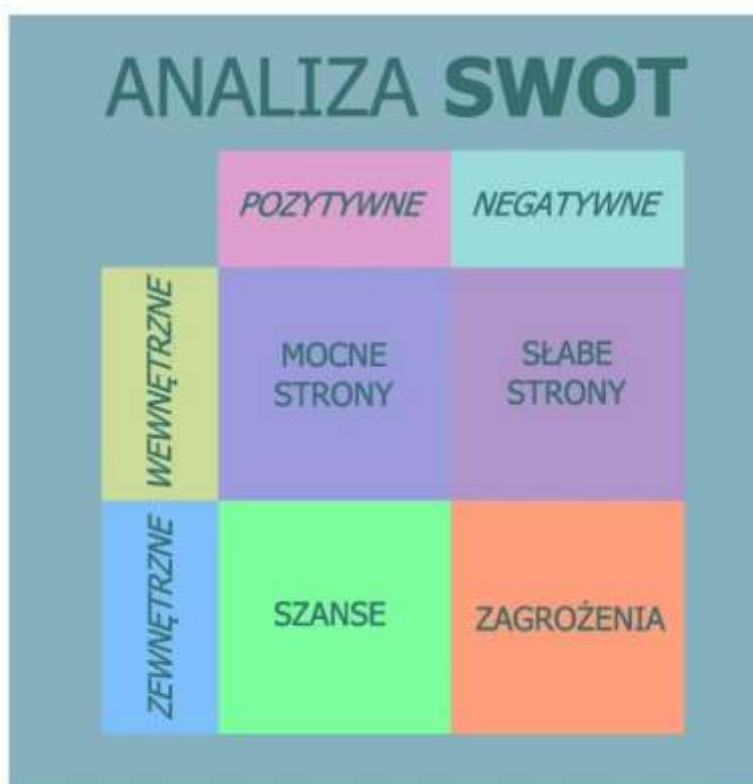 ANALIZA SWOT
POZYTYWNE NEGATYWNE
WEWNĘTRZNE
MOCNE STRONY
SŁABE STRONY
ZEWNĘTRZNE
SZANSE
ZAGROŻENIA